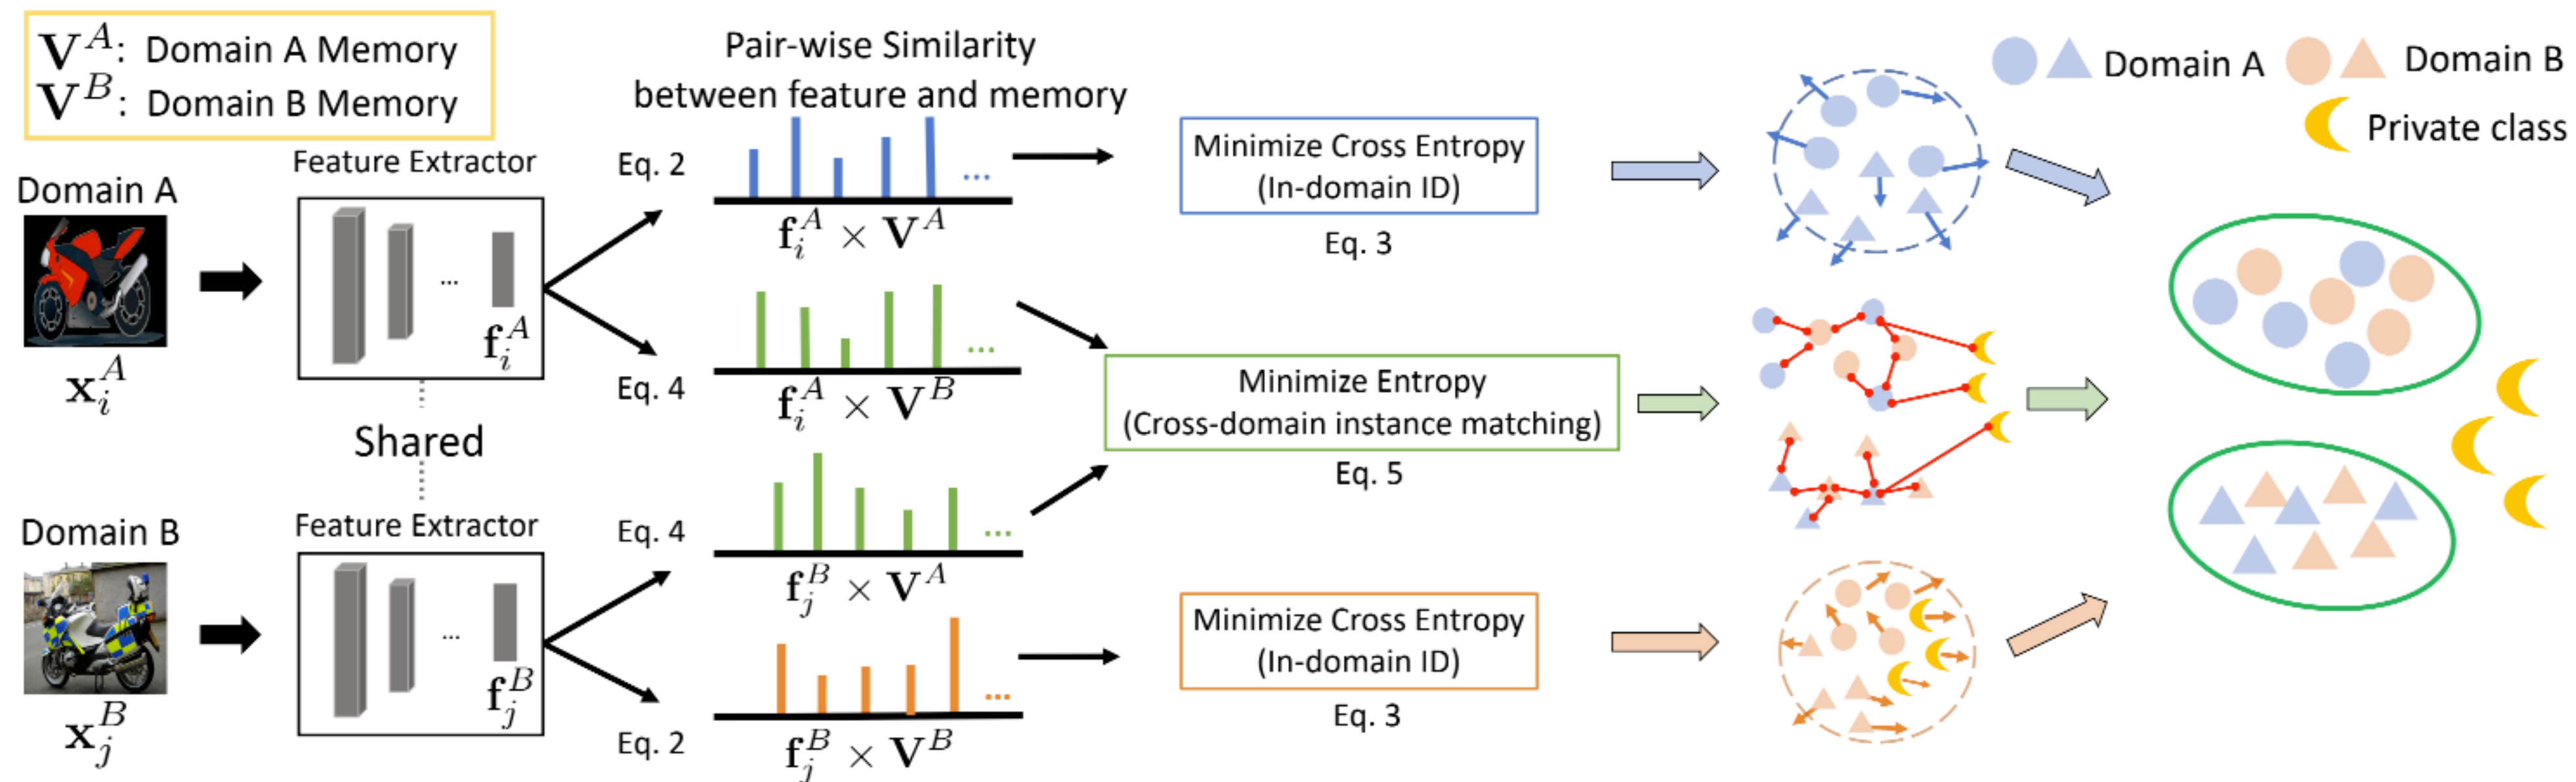 V^A: Domain A Memory
V^B: Domain B Memory
Pair-wise Similarity
between feature and memory
Domain A
Domain B
Private class
Domain A
x_i^A
Feature Extractor
...
f_i^A
Shared
Domain B
x_j^B
Feature Extractor
...
f_j^B
Eq. 2
...
f_i^A × V^A
Eq. 4
...
f_i^A × V^B
Eq. 4
...
f_j^B × V^A
Eq. 2
...
f_j^B × V^B
Minimize Cross Entropy
(In-domain ID)
Eq. 3
Minimize Entropy
(Cross-domain instance matching)
Eq. 5
Minimize Cross Entropy
(In-domain ID)
Eq. 3